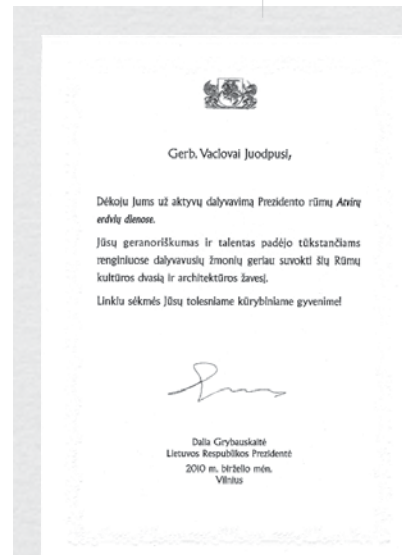 Gerb. Vaclovai Juodpusi,
Dėkoju Jums už aktyvų dalyvavimą Prezidento rūmų Atvirų
erdvių dienose.
Jūsų geranoriškumas ir talentas padėjo tūkstančiams
renginiuose dalyvavusių žmonių geriau suvokti šių Rūmų
kultūros dvasią ir architektūros žavesį.
Linkiu sėkmės Jūsų tolesniame kūrybiniame gyvenime!
Dalia Grybauskaitė
Lietuvos Respublikos Prezidentė
2010 m. birželio mėn.
Vilnius